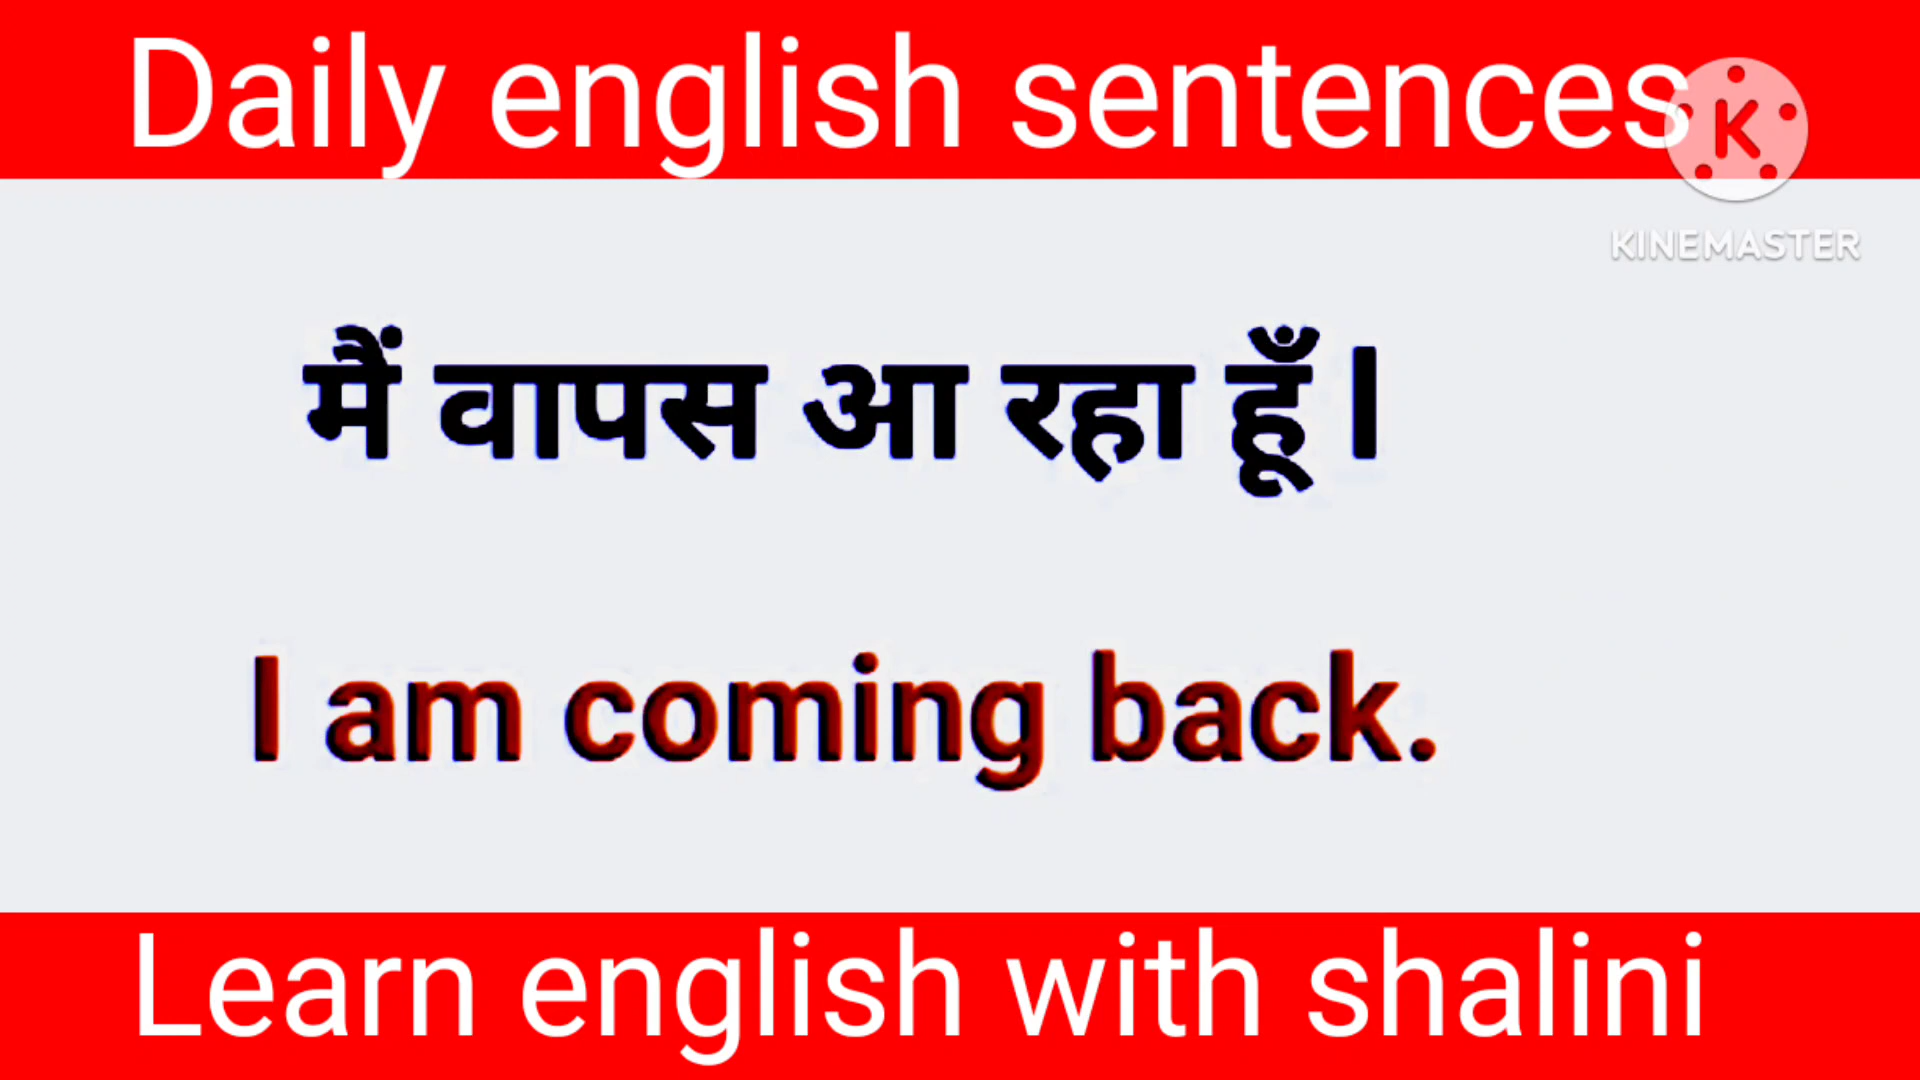 Daily english sentences
K
KINEMASTER
मैं वापस आ रहा हूँ।
I am coming back.
Learn english with shalini